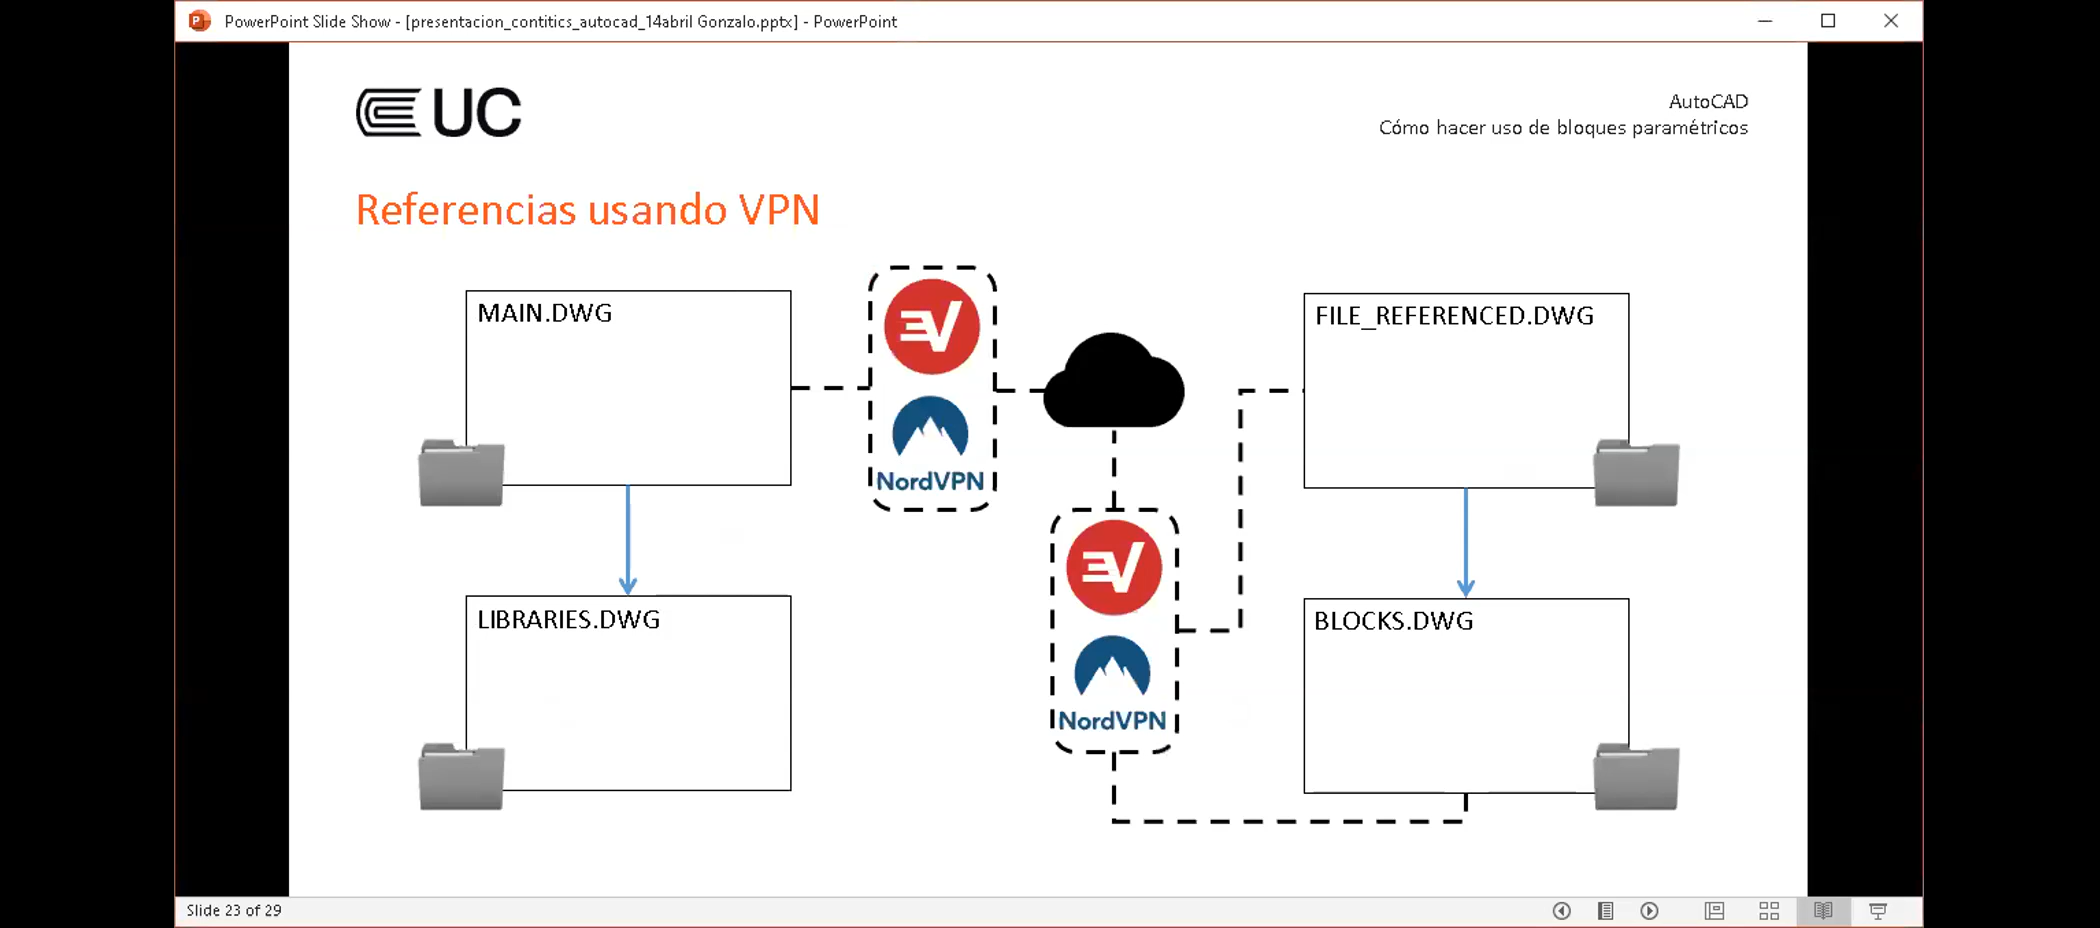 PowerPoint Slide Show - [presentacion_contitics_autocad_14abril Gonzalo.pptx] - PowerPoint
UC
AutoCAD
Cómo hacer uso de bloques paramétricos
Referencias usando VPN
MAIN.DWG
NordVPN
FILE_REFERENCED.DWG
LIBRARIES.DWG
NordVPN
BLOCKS.DWG
Slide 23 of 29